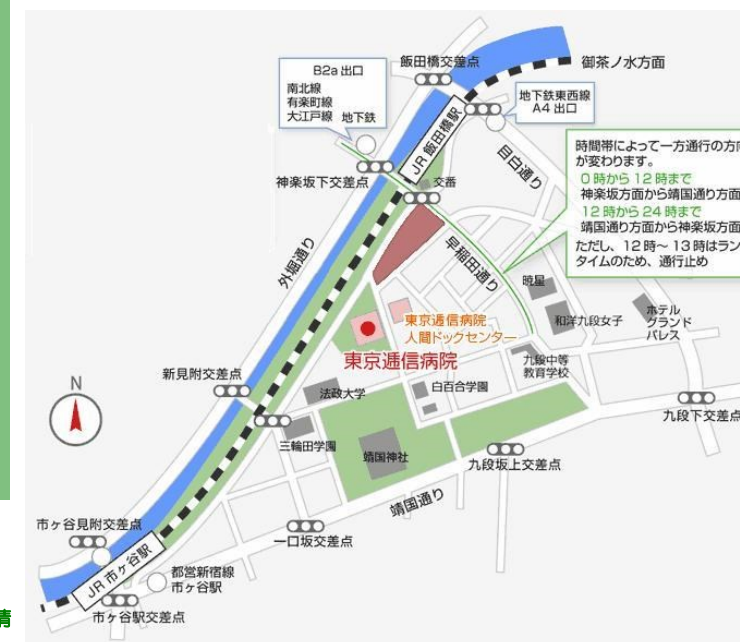 飯田橋交差点
御茶ノ水方面
B2a 出口
南北線
有楽町線
大江戸線 地下鉄
地下鉄東西線
A4 出口
JR 飯田橋駅
目白通り
時間帯によって一方通行の方向
が変わります。
0 時から 12 時まで
神楽坂方面から靖国通り方面
12 時から 24 時まで
靖国通り方面から神楽坂方面
ただし、12 時～ 13 時はラン
タイムのため、通行止め
神楽坂下交差点
交番
早稲田通り
外堀通り
暁星
和洋九段女子
ホテル
グランド
パレス
東京逓信病院
人間ドックセンター
東京逓信病院
九段中等
教育学校
新見附交差点
N
法政大学
白百合学園
九段下交差点
三輪田学園
靖国神社
九段坂上交差点
靖国通り
市ヶ谷見附交差点
一口坂交差点
JR 市ヶ谷駅
都営新宿線
市ヶ谷駅
市ヶ谷駅交差点